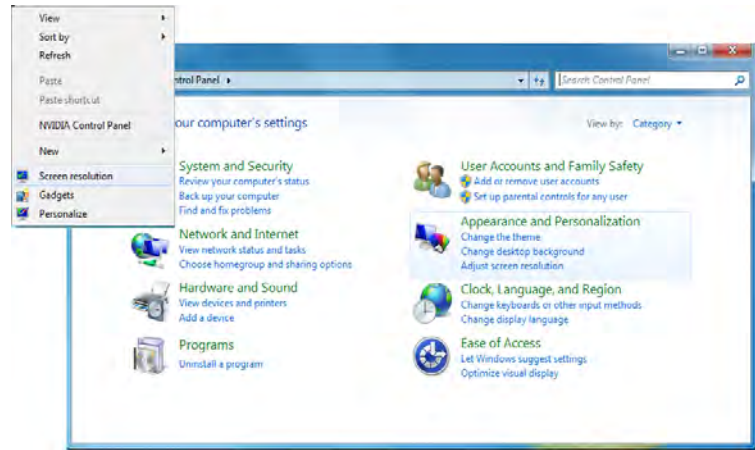 View
Sort by
Refresh
Paste
Paste shortcut
NVIDIA Control Panel
New
Screen resolution
Gadgets
Personalize
ntrol Panel
Search Control Panel
our computer's settings
View by: Category
System and Security
Review your computer's status
Back up your computer
Find and fix problems
Network and Internet
View network status and tasks
Choose homegroup and sharing options
Hardware and Sound
View devices and printers
Add a device
Programs
Uninstall a program
User Accounts and Family Safety
Add or remove user accounts
Set up parental controls for any user
Appearance and Personalization
Change the theme
Change desktop background
Adjust screen resolution
Clock, Language, and Region
Change keyboards or other input methods
Change display language
Ease of Access
Let Windows suggest settings
Optimize visual display